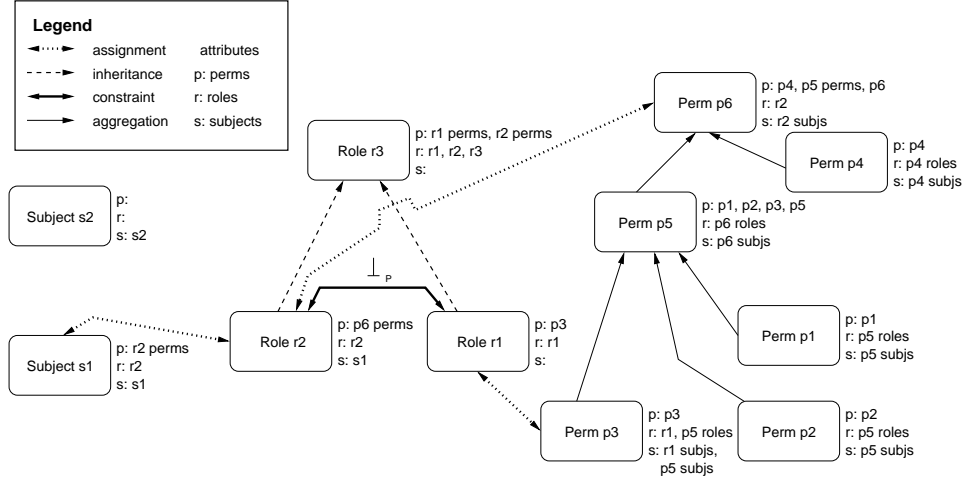 Legend
assignment attributes
inheritance p: perms
constraint r: roles
aggregation s: subjects
Perm p6
p: p4, p5 perms, p6
r: r2
s: r2 subjs
Role r3
p: r1 perms, r2 perms
r: r1, r2, r3
s:
Perm p4
p: p4
r: p4 roles
s: p4 subjs
Subject s2
p:
r:
s: s2
Perm p5
p: p1, p2, p3, p5
r: p6 roles
s: p6 subjs
⊥ P
Subject s1
p: r2 perms
r: r2
s: s1
Role r2
p: p6 perms
r: r2
s: s1
Role r1
p: p3
r: r1
s:
Perm p1
p: p1
r: p5 roles
s: p5 subjs
Perm p3
p: p3
r: r1, p5 roles
s: r1 subjs,
p5 subjs
Perm p2
p: p2
r: p5 roles
s: p5 subjs